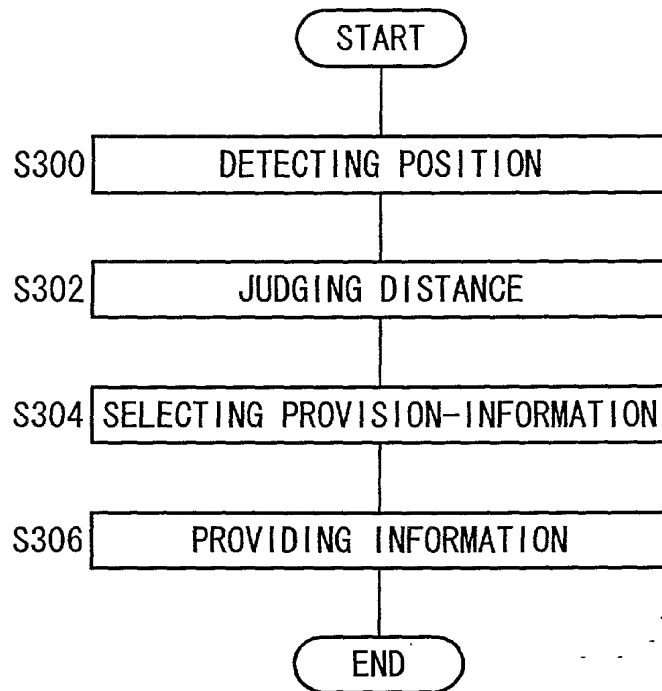 START
S300 DETECTING POSITION
S302 JUDGING DISTANCE
S304 SELECTING PROVISION-INFORMATION
S306 PROVIDING INFORMATION
END